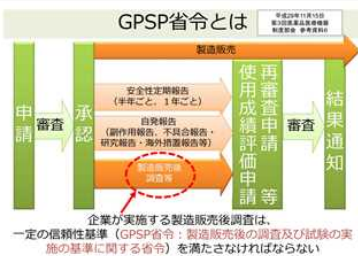 GPSP省令とは
平成29年11月15日
第3回医薬品医療機器
制度部会 参考資料8
製造販売
申請
審査
承認
安全性定期報告
（半年ごと、１年ごと）
自発報告
（副作用報告、不具合報告・
研究報告・海外措置報告等）
製造販売後
調査等
再審査申請 等
使用成績評価申請
審査
結果通知
企業が実施する製造販売後調査は、
一定の信頼性基準（GPSP省令：製造販売後の調査及び試験の実
施の基準に関する省令）を満たさなければならない